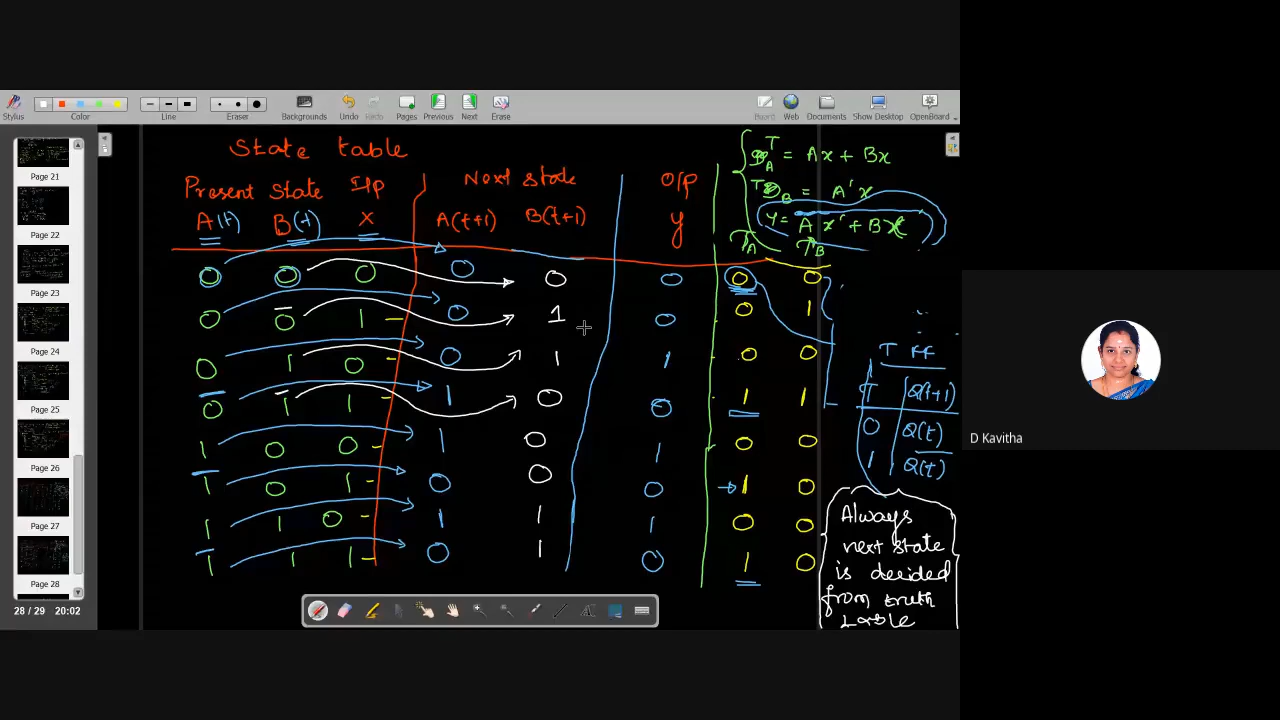 Stylus
Color
Line
Eraser
Backgrounds
Undo
Redo
Pages
Previous
Next
Erase
Board
Web
Documents
Show Desktop
OpenBoard
Page 21
Page 22
Page 23
Page 24
Page 25
Page 26
Page 27
Page 28
28 / 29 20:02
State table
Present State I/p Next state O/p
A(t) B(t) x A(t+1) B(t+1) y
0 0 0 0 0 0 0 0
0 0 1 0 1 0 0 1
0 1 0 0 1 1 0 0
0 1 1 1 0 0 1 1
1 0 0 1 0 1 0 0
1 0 1 0 0 0 1 0
1 1 0 1 1 1 0 0
1 1 1 0 1 0 1 0
T_A = Ax + Bx
T_B = A'x
y = A x' + B x'
T_A T_B
T FF
T Q(t+1)
0 Q(t)
1 Q(t)
Always
next state
is decided
from truth
table
D Kavitha